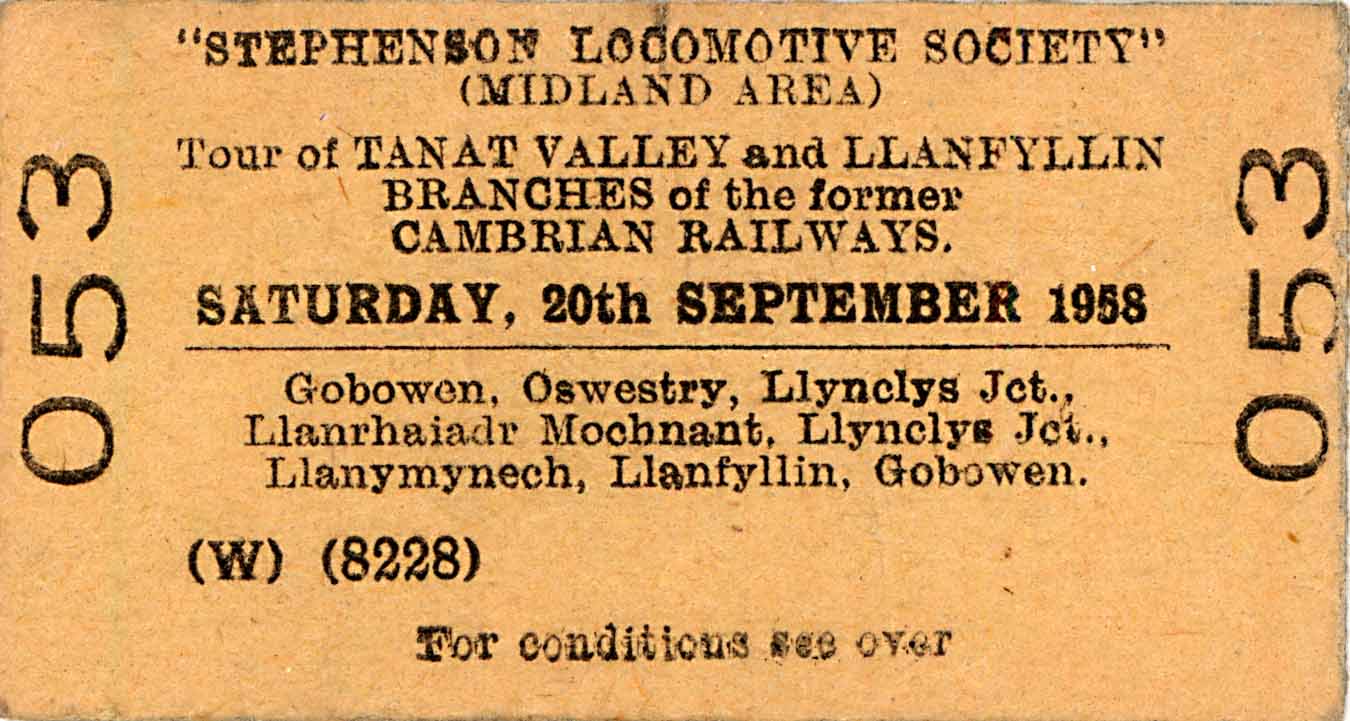 "STEPHENSON LOCOMOTIVE SOCIETY"
(MIDLAND AREA)
Tour of TANAT VALLEY and LLANFYLLIN
BRANCHES of the former
CAMBRIAN RAILWAYS.
SATURDAY, 20th SEPTEMBER 1958
Gobowen, Oswestry, Llynclys Jct.,
Llanrhaiadr Mochnant, Llynclys Jct.,
Llanymynech, Llanfyllin, Gobowen.
(W) (8228)
For conditions see over
053
053